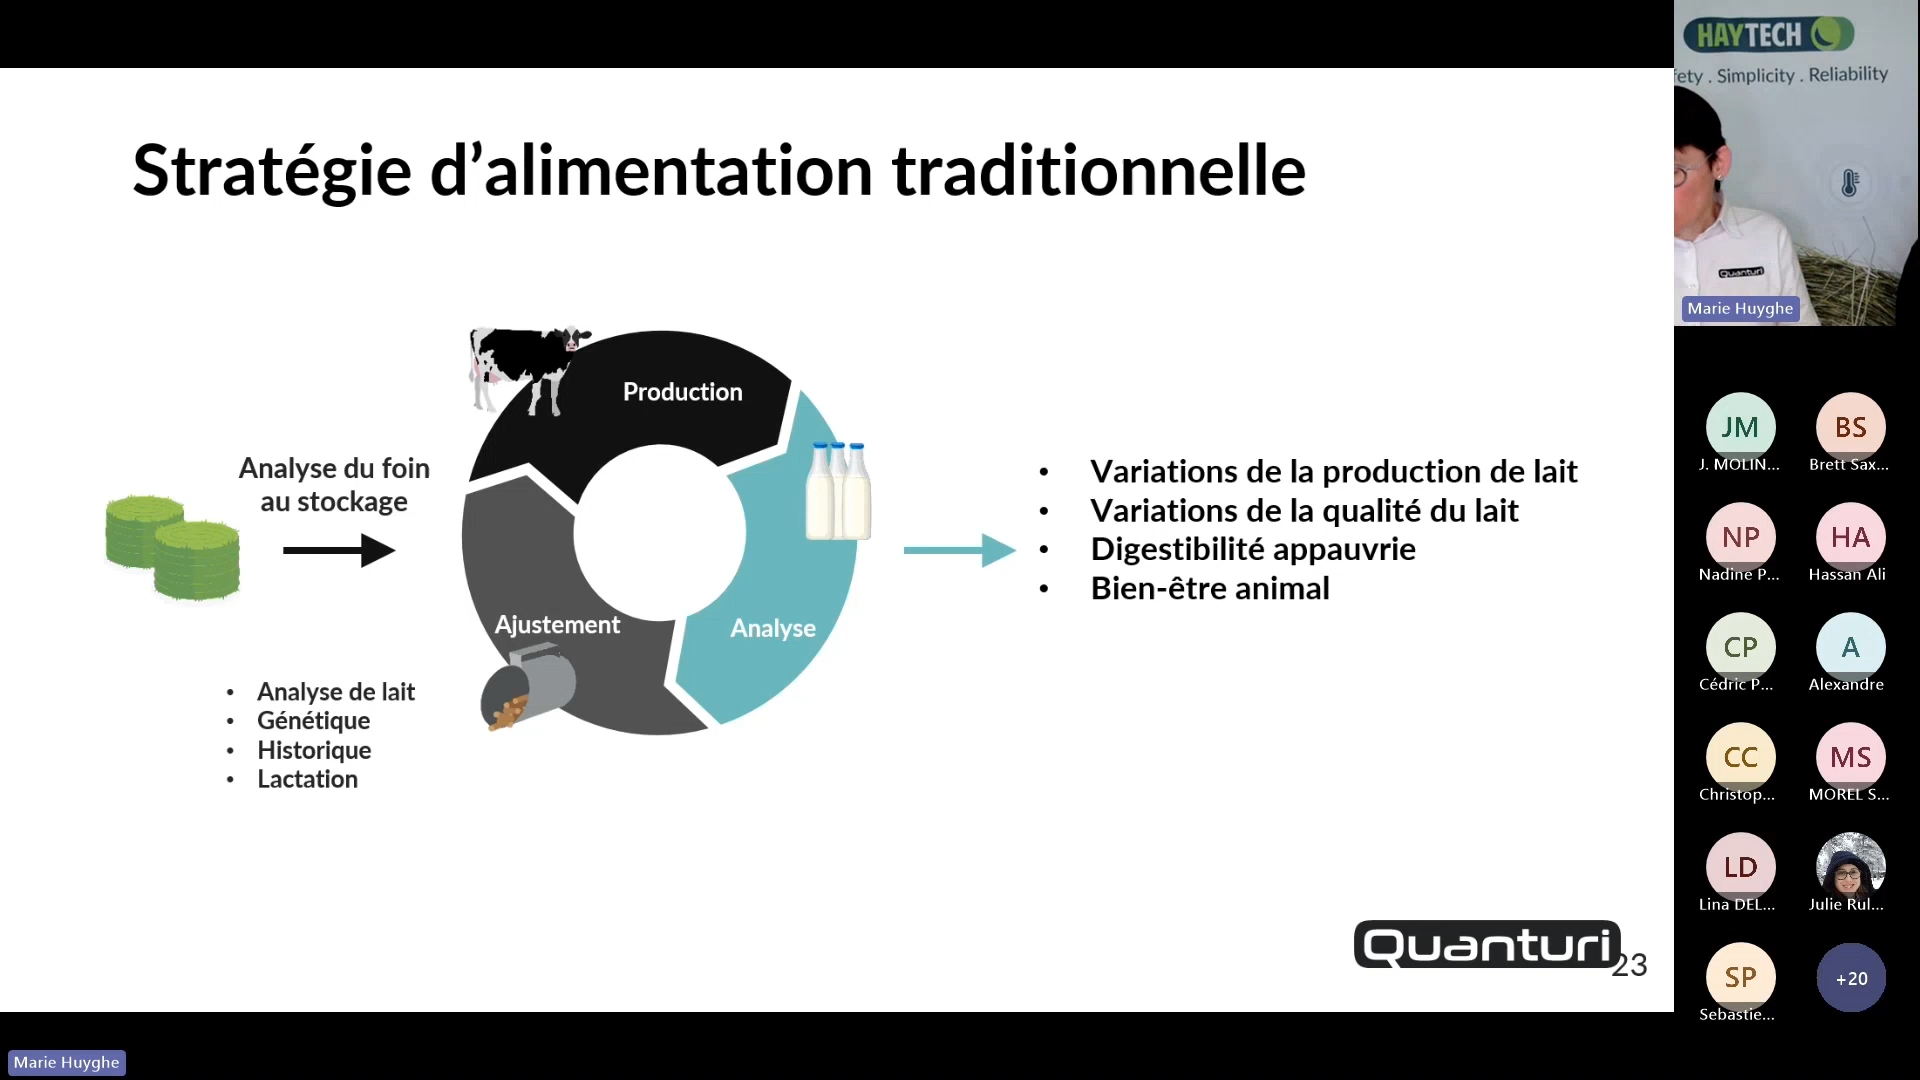 Stratégie d’alimentation traditionnelle
Production
Analyse du foin
au stockage
Ajustement
Analyse
• Analyse de lait
• Génétique
• Historique
• Lactation
• Variations de la production de lait
• Variations de la qualité du lait
• Digestibilité appauvrie
• Bien-être animal
Quanturi
23
HAYTECH
ety . Simplicity . Reliability
Quanturi
Marie Huyghe
JM
J. MOLIN...
BS
Brett Sax...
NP
Nadine P...
HA
Hassan Ali
CP
Cédric P...
A
Alexandre
CC
Christop...
MS
MOREL S...
LD
Lina DEL...
Julie Rul...
SP
Sebastie...
+20
Marie Huyghe